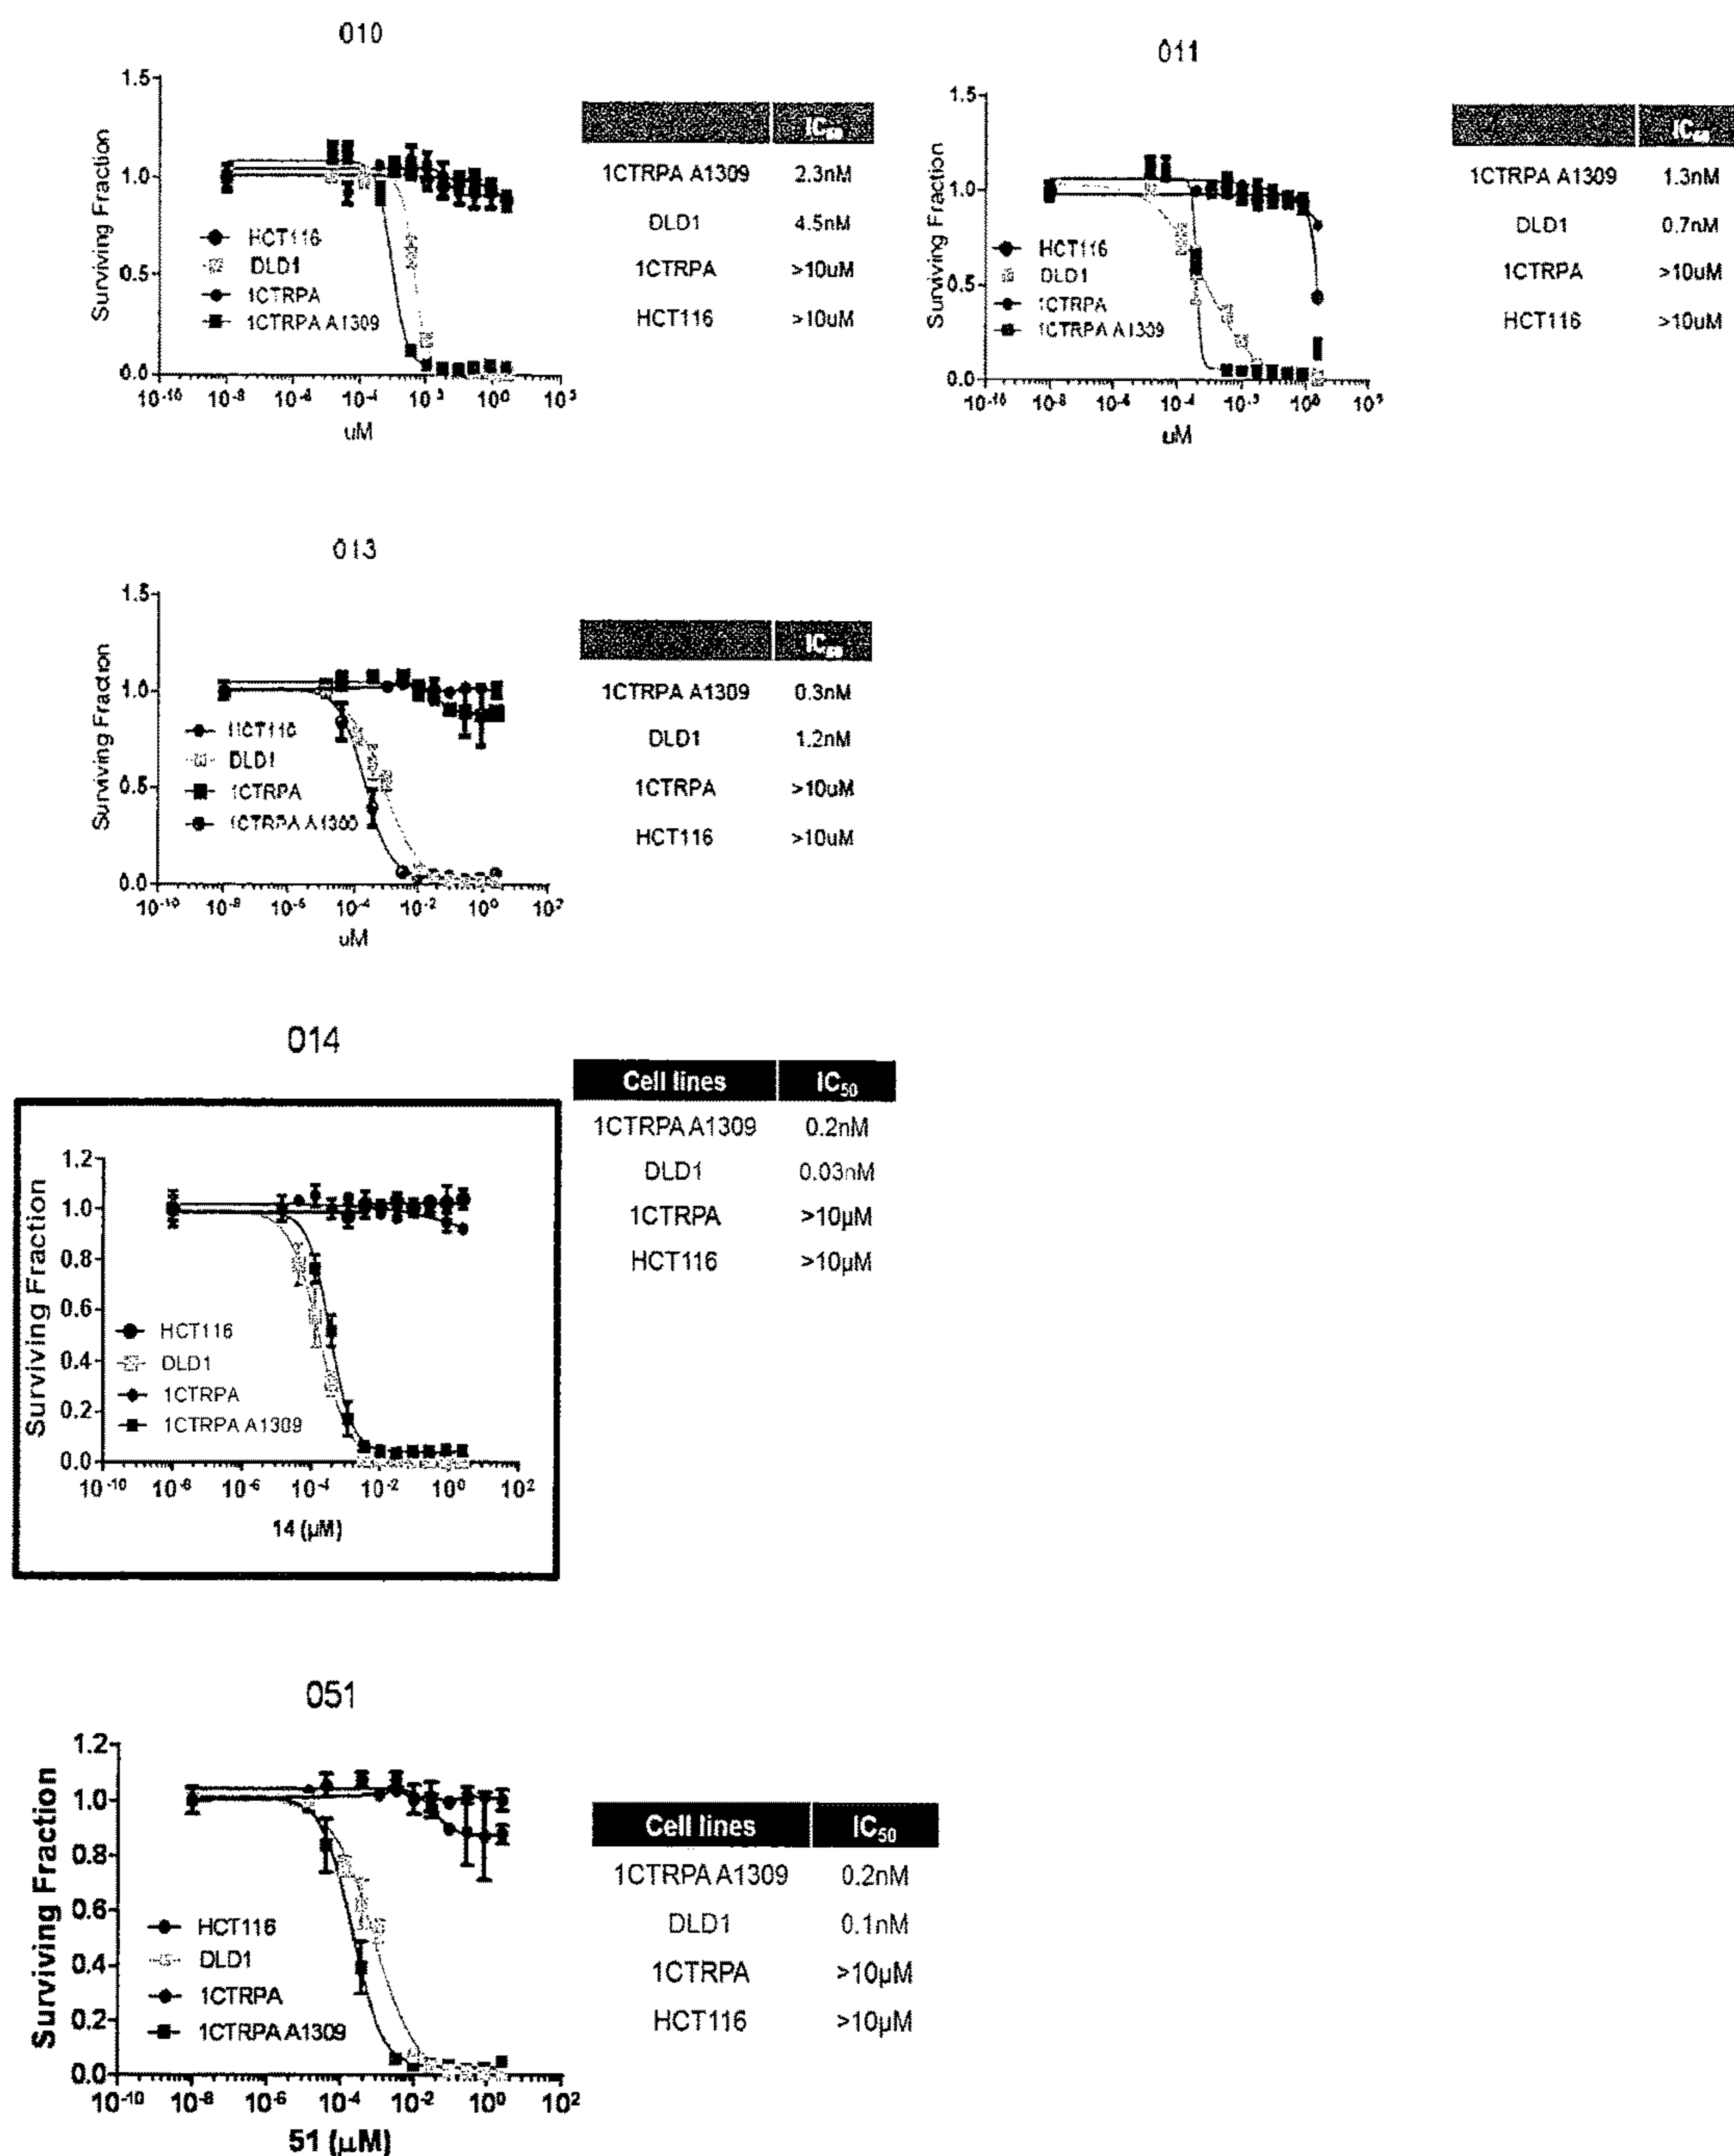 010
1.5
1.0
0.5
0.0
Surviving Fraction
HCT116
DLD1
1CTRPA
1CTRPA A1309
10-10 10-8 10-4 100
uM
IC50
1CTRPA A1309 2.3nM
DLD1 4.5nM
1CTRPA >10uM
HCT116 >10uM
011
1.5
1.0
0.5
0.0
Surviving Fraction
HCT116
DLD1
1CTRPA
1CTRPA A1309
10-10 10-8 10-6 10-4 100
uM
IC50
1CTRPA A1309 1.3nM
DLD1 0.7nM
1CTRPA >10uM
HCT116 >10uM
013
1.5
1.0
0.5
0.0
Surviving Fraction
DLD1
1CTRPA
10-10 10-8 10-6 10-4 10-2 100 102
uM
IC50
1CTRPA A1309 0.3nM
DLD1 1.2nM
1CTRPA >10uM
HCT116 >10uM
014
1.2
1.0
0.8
0.6
0.4
0.2
0.0
Surviving Fraction
HCT116
DLD1
1CTRPA
1CTRPA A1309
10-10 10-8 10-6 10-4 10-2 100 102
14 (µM)
Cell lines IC50
1CTRPA A1309 0.2nM
DLD1 0.03nM
1CTRPA >10µM
HCT116 >10µM
051
1.2
1.0
0.8
0.6
0.4
0.2
0.0
Surviving Fraction
HCT116
DLD1
1CTRPA
1CTRPA A1309
10-10 10-8 10-6 10-4 10-2 100 102
51 (µM)
Cell lines IC50
1CTRPA A1309 0.2nM
DLD1 0.1nM
1CTRPA >10µM
HCT116 >10µM